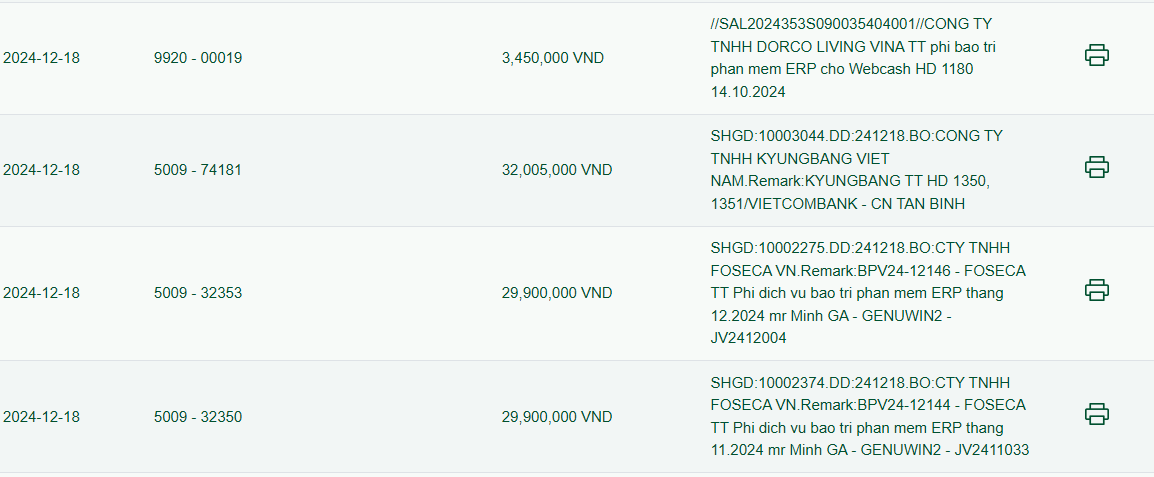 //SAL2024353S090035404001//CONG TY
TNHH DORCO LIVING VINA TT phi bao tri
2024-12-18 9920 - 00019 3,450,000 VND
phan mem ERP cho Webcash HD 1180
14.10.2024
SHGD:10003044.DD:241218.BO:CONG TY
TNHH KYUNGBANG VIET
2024-12-18 5009 - 74181 32,005,000 VND
NAM.Remark:KYUNGBANG TT HD 1350,
1351/VIETCOMBANK - CN TAN BINH
SHGD:10002275.DD:241218.BO:CTY TNHH
FOSECA VN.Remark:BPV24-12146 - FOSECA
2024-12-18 5009 - 32353 29,900,000 VND
TT Phi dich vu bao tri phan mem ERP thang
12.2024 mr Minh GA - GENUWIN2 -
JV2412004
SHGD:10002374.DD:241218.BO:CTY TNHH
FOSECA VN.Remark:BPV24-12144 - FOSECA
2024-12-18 5009 - 32350 29,900,000 VND
TT Phi dich vu bao tri phan mem ERP thang
11.2024 mr Minh GA - GENUWIN2 - JV2411033